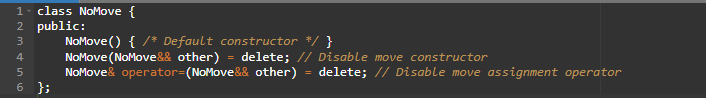 1 class NoMove {
2 public:
3     NoMove() { /* Default constructor */ }
4     NoMove(NoMove&& other) = delete; // Disable move constructor
5     NoMove& operator=(NoMove&& other) = delete; // Disable move assignment operator
6 };